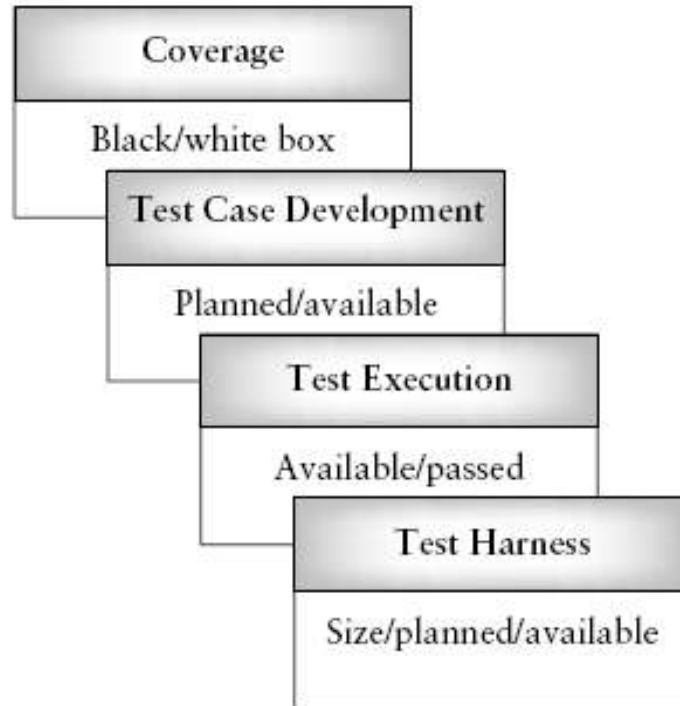 Coverage
Black/white box
Test Case Development
Planned/available
Test Execution
Available/passed
Test Harness
Size/planned/available